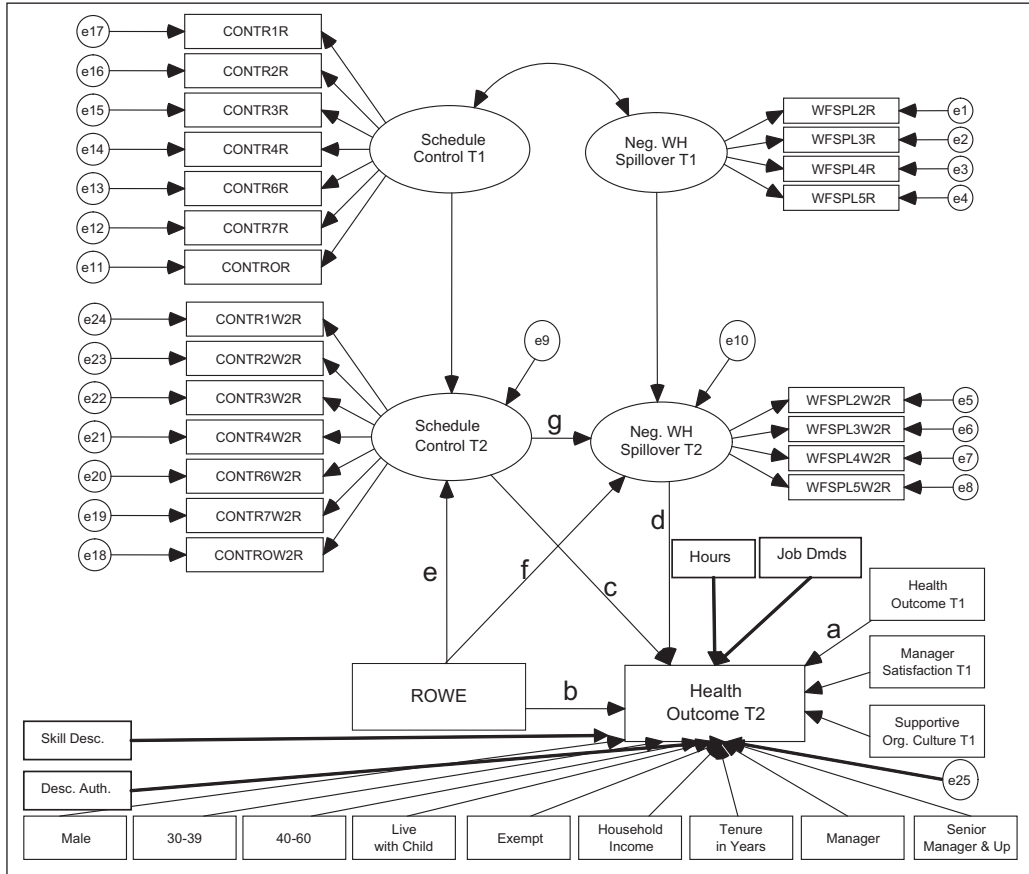 e17
CONTR1R
e16
CONTR2R
e15
CONTR3R
e14
CONTR4R
e13
CONTR6R
e12
CONTR7R
e11
CONTROR
Schedule
Control T1
Neg. WH
Spillover T1
WFSPL2R
e1
WFSPL3R
e2
WFSPL4R
e3
WFSPL5R
e4
e24
CONTR1W2R
e23
CONTR2W2R
e22
CONTR3W2R
e21
CONTR4W2R
e20
CONTR6W2R
e19
CONTR7W2R
e18
CONTROW2R
e9
e10
Schedule
Control T2
g
Neg. WH
Spillover T2
WFSPL2W2R
e5
WFSPL3W2R
e6
WFSPL4W2R
e7
WFSPL5W2R
e8
e
f
c
d
Hours
Job Dmds
Health
Outcome T1
a
Manager
Satisfaction T1
Supportive
Org. Culture T1
ROWE
b
Health
Outcome T2
Skill Desc.
Desc. Auth.
e25
Male
30-39
40-60
Live
with Child
Exempt
Household
Income
Tenure
in Years
Manager
Senior
Manager & Up